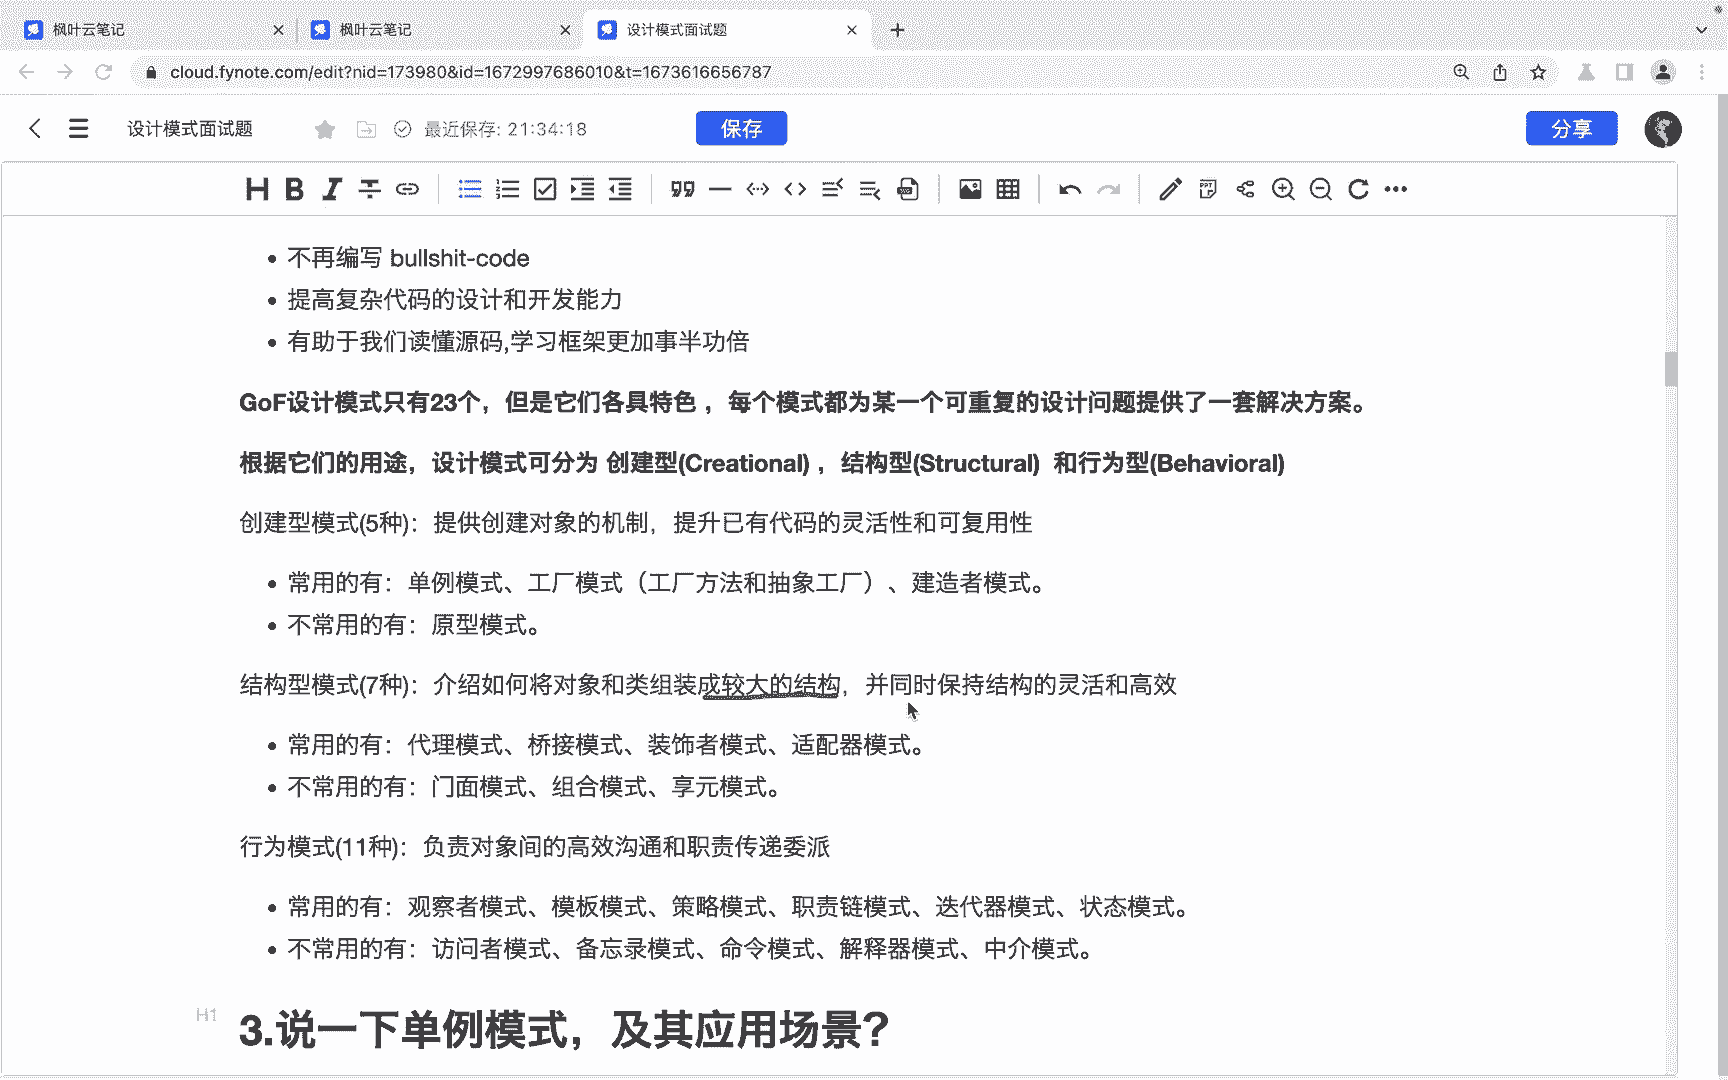 枫叶云笔记
枫叶云笔记
设计模式面试题
cloud.fynote.com/edit?nid=173980&id=1672997686010&t=1673616656787
设计模式面试题
最近保存: 21:34:18
保存
分享
不再编写 bullshit-code
提高复杂代码的设计和开发能力
有助于我们读懂源码,学习框架更加事半功倍
GoF设计模式只有23个，但是它们各具特色 ，每个模式都为某一个可重复的设计问题提供了一套解决方案。
根据它们的用途，设计模式可分为 创建型(Creational) ，结构型(Structural) 和行为型(Behavioral)
创建型模式(5种)：提供创建对象的机制，提升已有代码的灵活性和可复用性
常用的有：单例模式、工厂模式（工厂方法和抽象工厂）、建造者模式。
不常用的有：原型模式。
结构型模式(7种)：介绍如何将对象和类组装成较大的结构，并同时保持结构的灵活和高效
常用的有：代理模式、桥接模式、装饰者模式、适配器模式。
不常用的有：门面模式、组合模式、享元模式。
行为模式(11种)：负责对象间的高效沟通和职责传递委派
常用的有：观察者模式、模板模式、策略模式、职责链模式、迭代器模式、状态模式。
不常用的有：访问者模式、备忘录模式、命令模式、解释器模式、中介模式。
H1
3.说一下单例模式，及其应用场景?